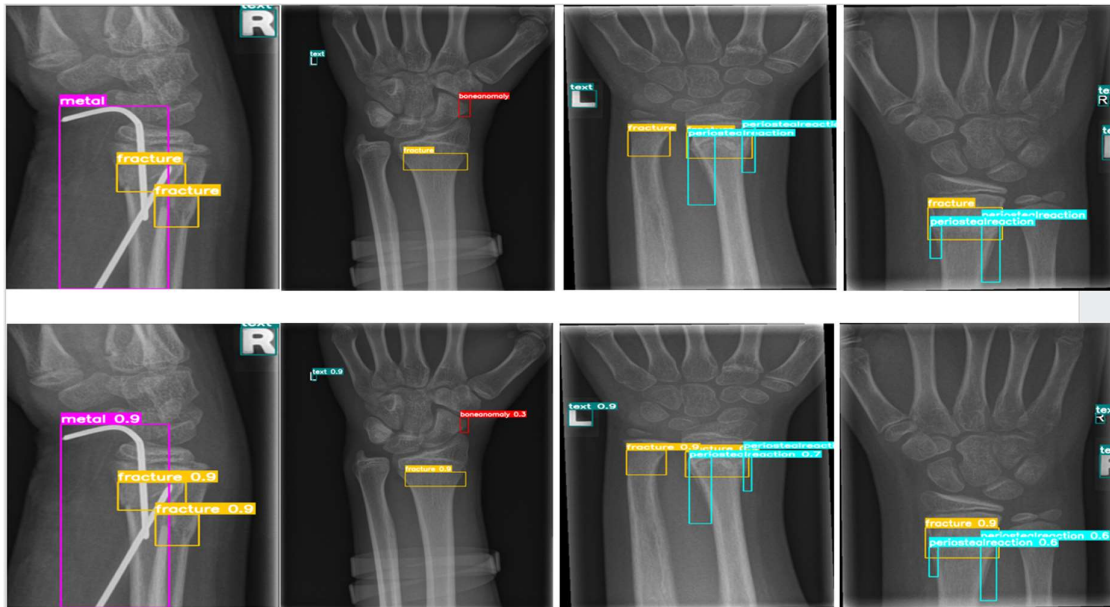 text
R
metal
fracture
fracture
text
L
boneanomaly
fracture
text
L
fracture
periostealreaction
periostealreaction
R
fracture
periostealreaction
periostealreaction
R
metal 0.9
fracture 0.9
fracture 0.9
text 0.9
L
boneanomaly 0.3
fracture 0.9
text 0.9
L
fracture 0.9
periostealreaction 0.7
fracture 0.9
periostealreaction 0.6